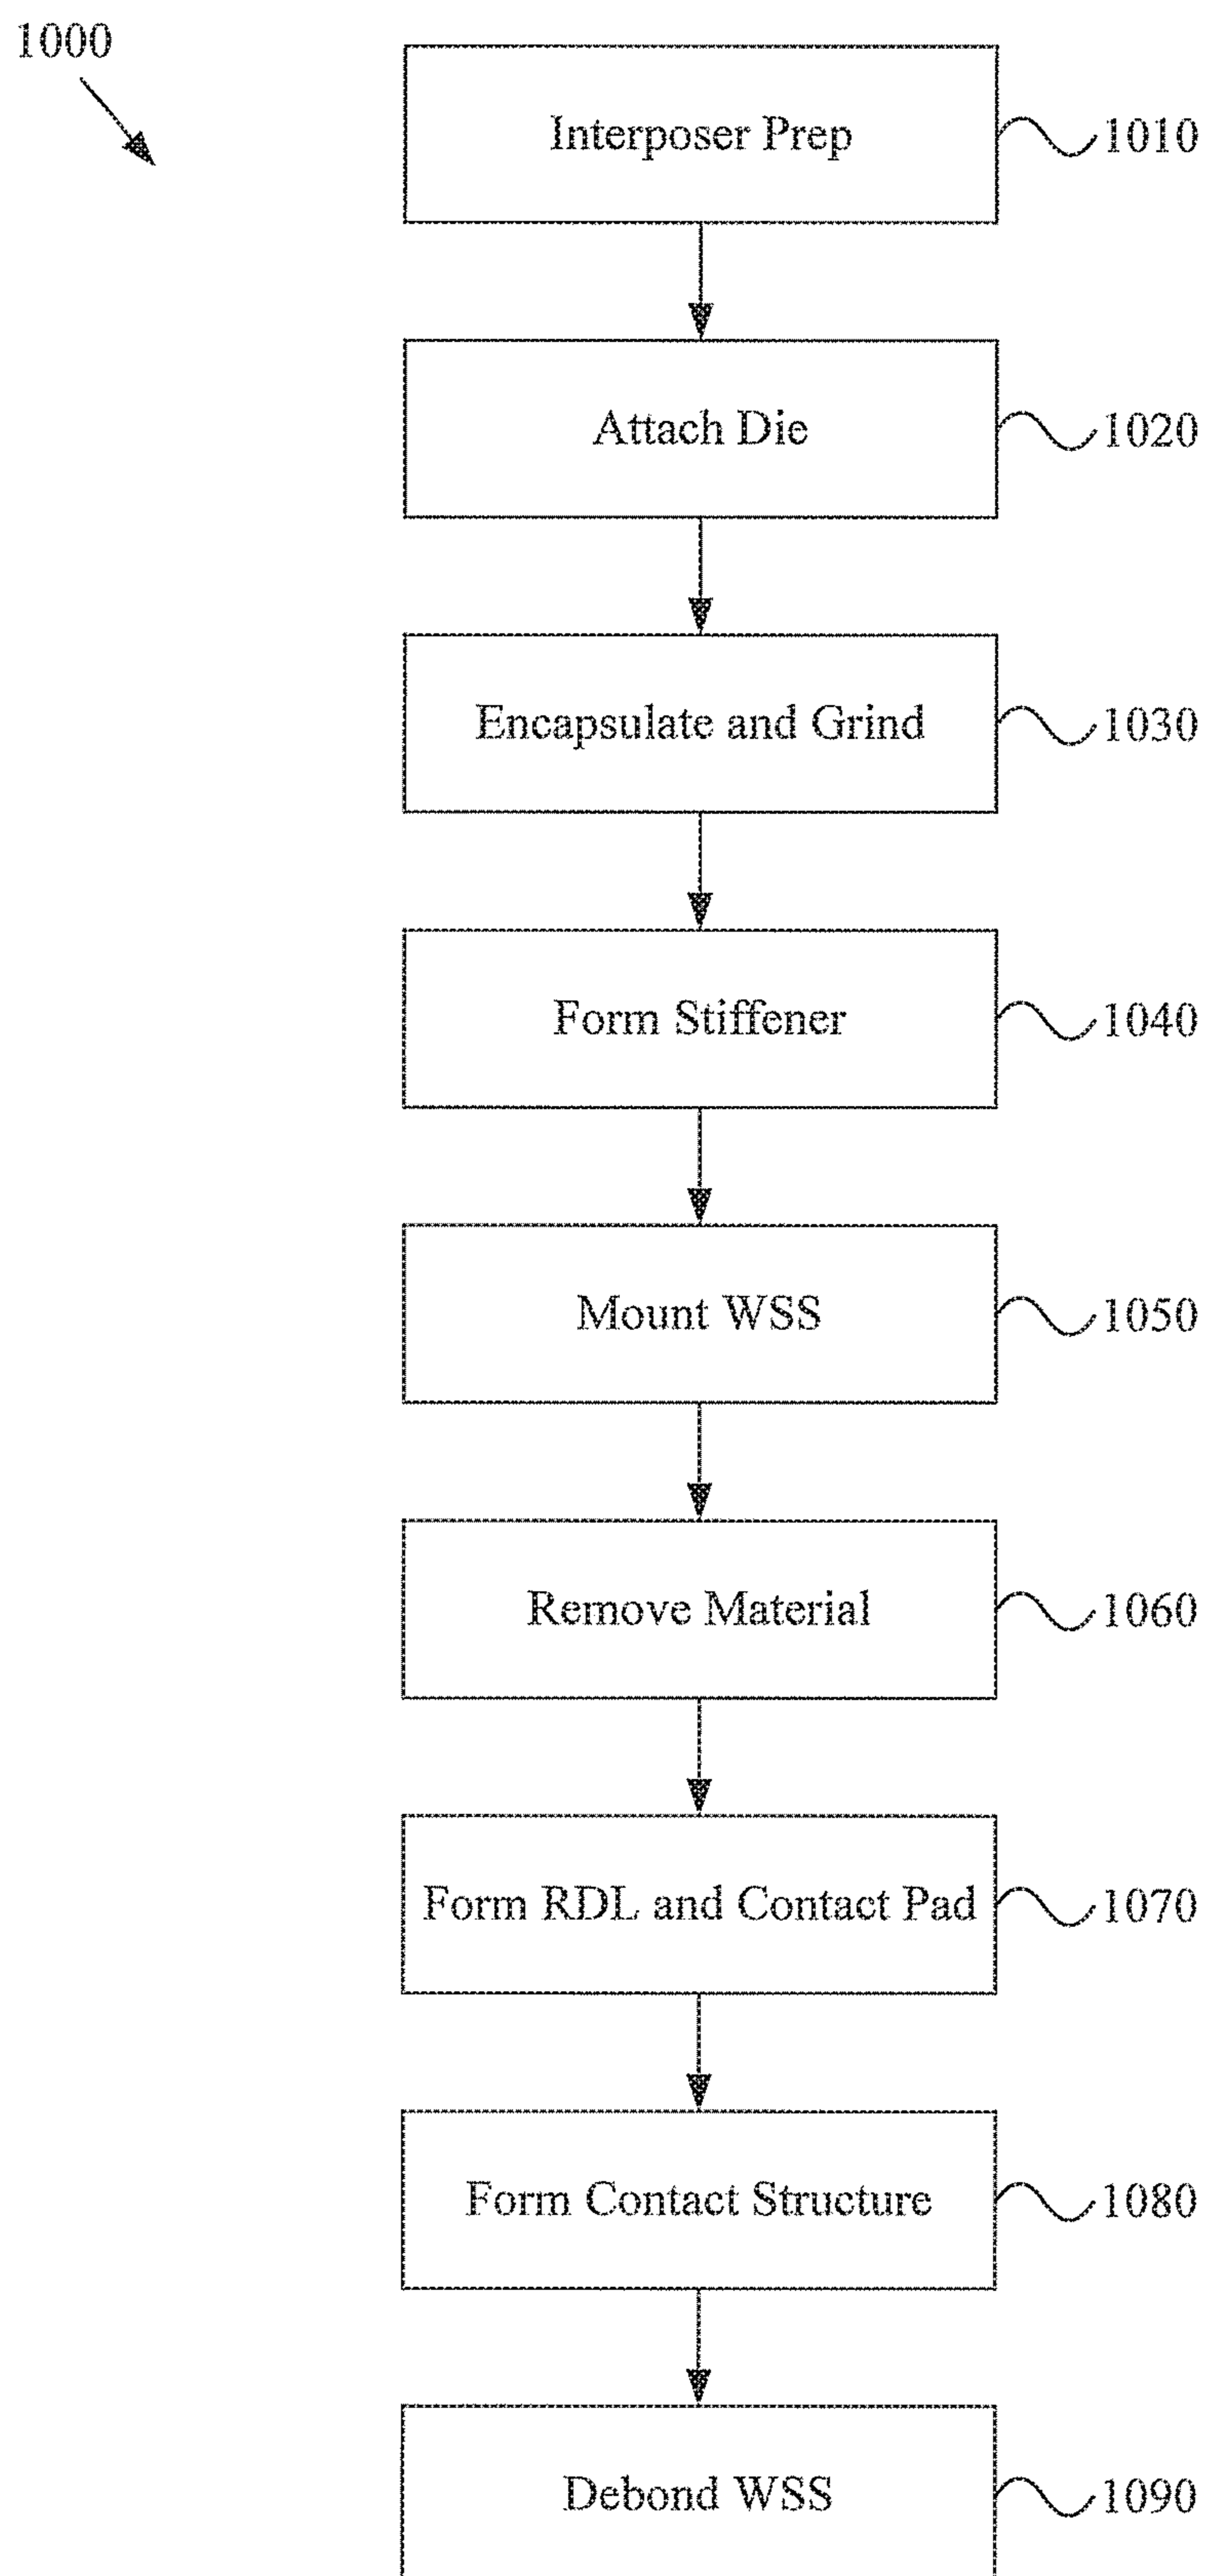 1000
Interposer Prep
1010
Attach Die
1020
Encapsulate and Grind
1030
Form Stiffener
1040
Mount WSS
1050
Remove Material
1060
Form RDL and Contact Pad
1070
Form Contact Structure
1080
Debond WSS
1090